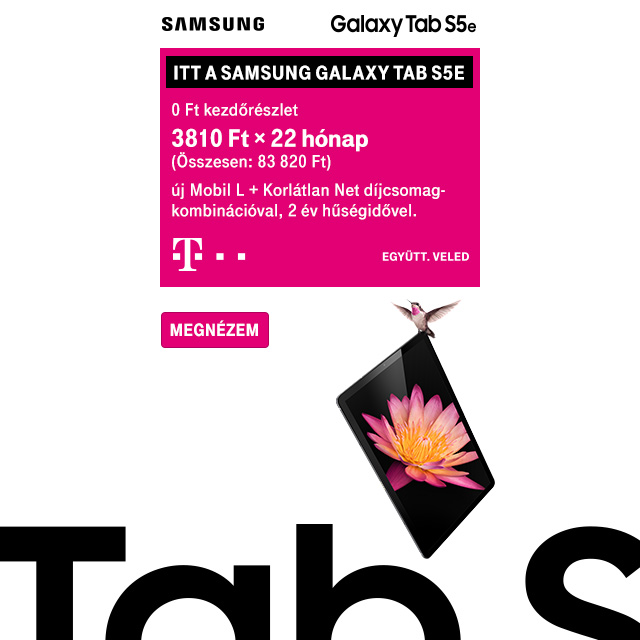 SAMSUNG
Galaxy Tab S5e
ITT A SAMSUNG GALAXY TAB S5E
0 Ft kezdőrészlet
3810 Ft × 22 hónap
(Összesen: 83 820 Ft)
új Mobil L + Korlátlan Net díjcsomag-
kombinációval, 2 év hűségidővel.
T
EGYÜTT. VELED
MEGNÉZEM
Tab S